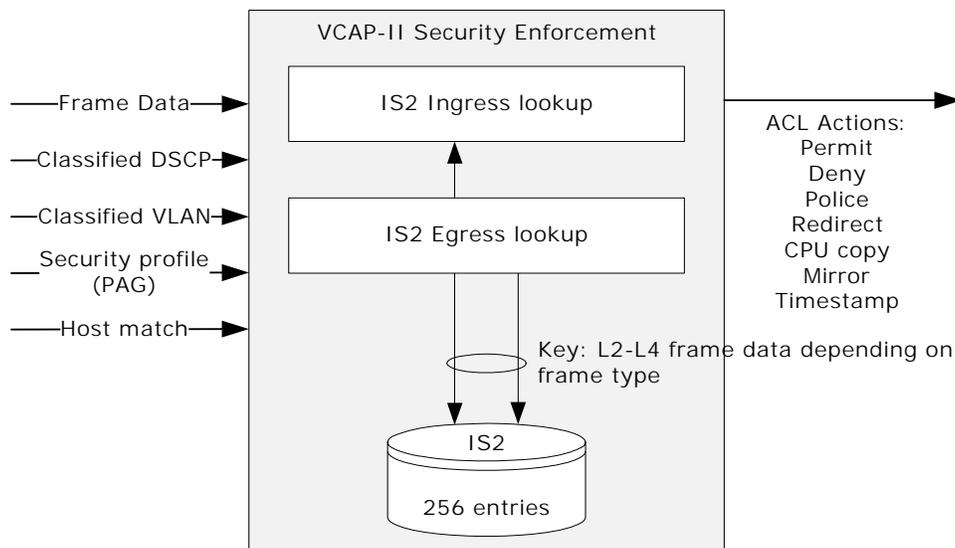 VCAP-II Security Enforcement
IS2 Ingress lookup
Frame Data
Classified DSCP
Classified VLAN
Security profile
(PAG)
Host match
IS2 Egress lookup
ACL Actions:
Permit
Deny
Police
Redirect
CPU copy
Mirror
Timestamp
Key: L2-L4 frame data depending on
frame type
IS2
256 entries